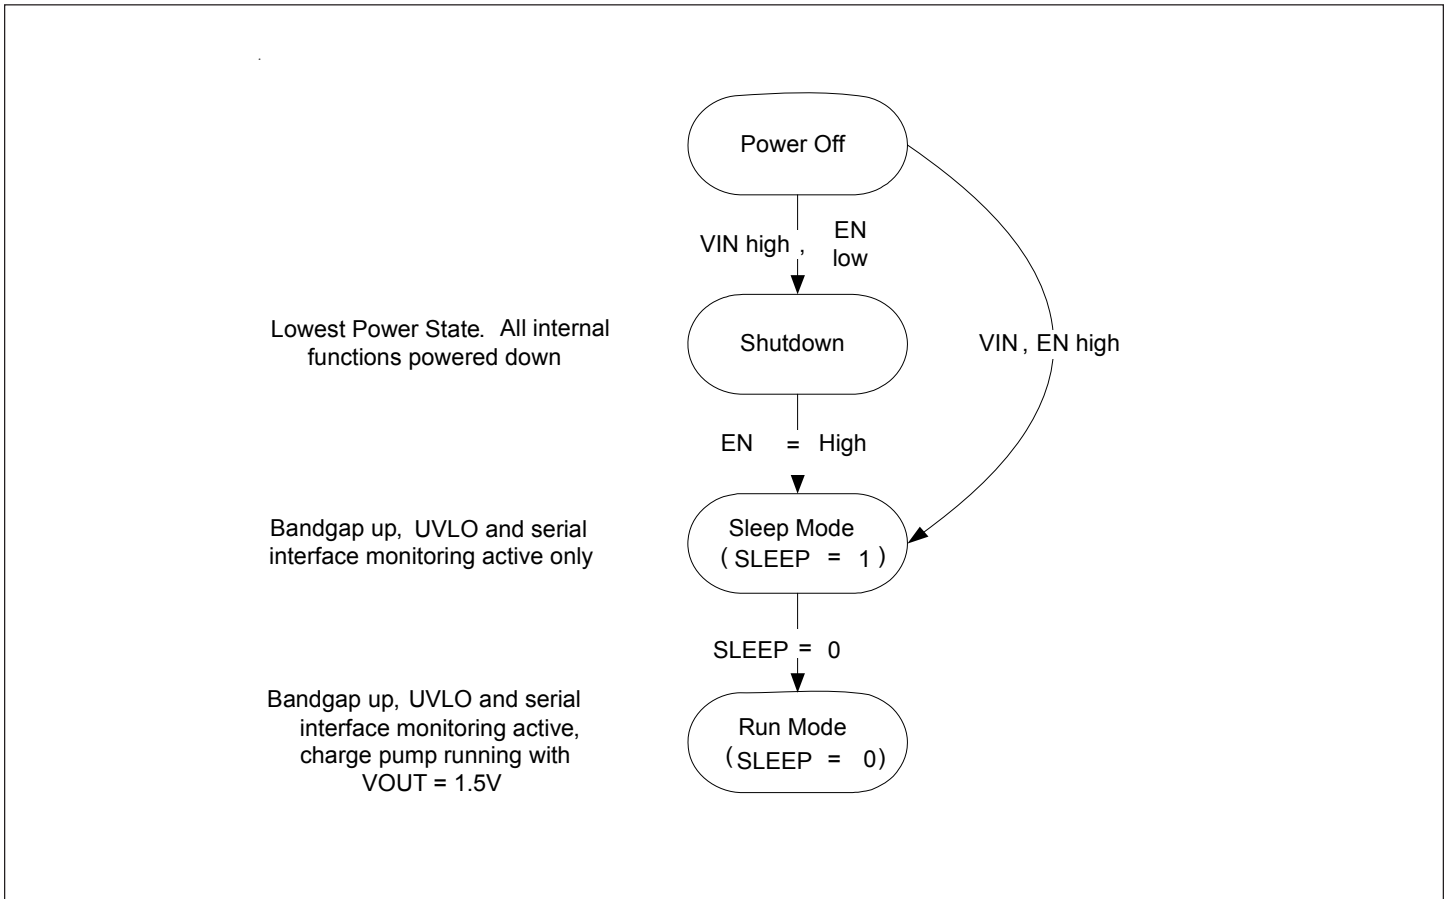 Power Off
VIN high , EN
low
Lowest Power State. All internal
functions powered down
Shutdown
VIN , EN high
EN = High
Bandgap up, UVLO and serial
interface monitoring active only
Sleep Mode
( SLEEP = 1 )
SLEEP = 0
Bandgap up, UVLO and serial
interface monitoring active,
charge pump running with
VOUT = 1.5V
Run Mode
(SLEEP = 0)